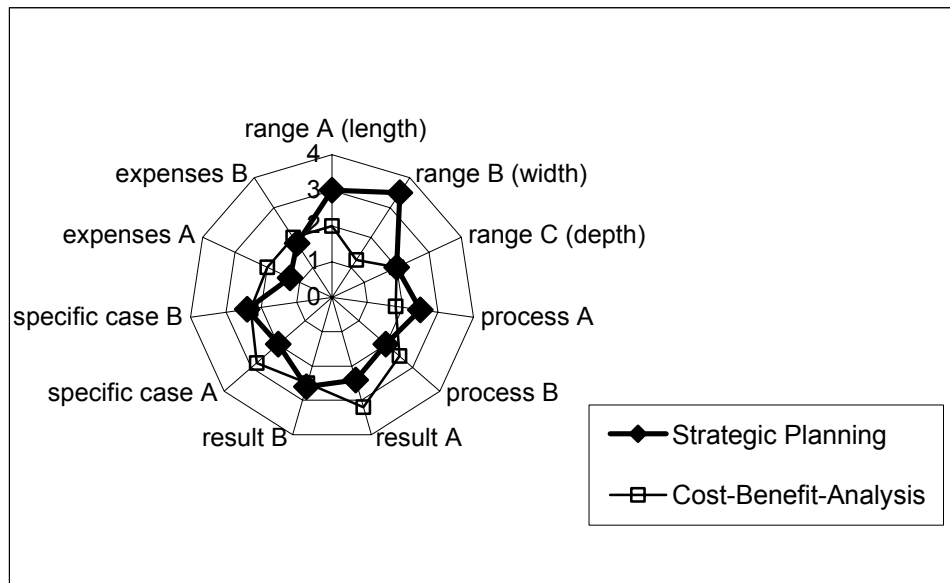 range A (length)
4
expenses B
range B (width)
3
expenses A
2
range C (depth)
1
specific case B
0
process A
specific case A
process B
result B
result A
Strategic Planning
Cost-Benefit-Analysis